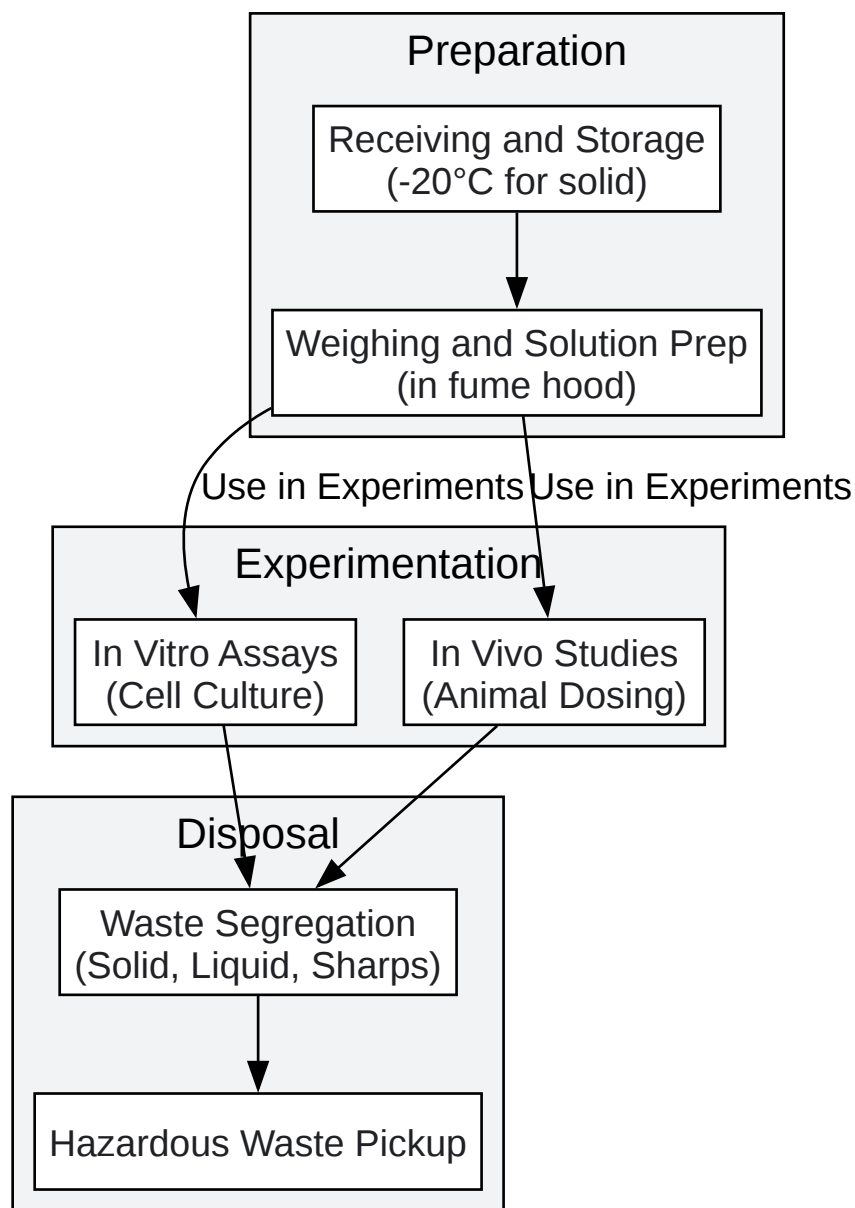 Preparation
Receiving and Storage
(-20°C for solid)
Weighing and Solution Prep
(in fume hood)
Use in Experiments
Use in Experiments
Experimentation
In Vitro Assays
(Cell Culture)
In Vivo Studies
(Animal Dosing)
Disposal
Waste Segregation
(Solid, Liquid, Sharps)
Hazardous Waste Pickup